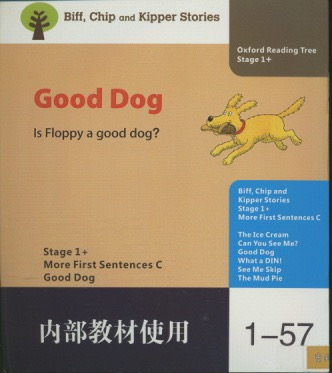 Biff, Chip and Kipper Stories
Oxford Reading Tree
Stage 1+
Good Dog
Is Floppy a good dog?
Biff, Chip and
Kipper Stories
Stage 1+
More First Sentences C
The Ice Cream
Can You See Me?
Good Dog
What a DIN!
See Me Skip
The Mud Pie
Stage 1+
More First Sentences C
Good Dog
内部教材使用
1-57